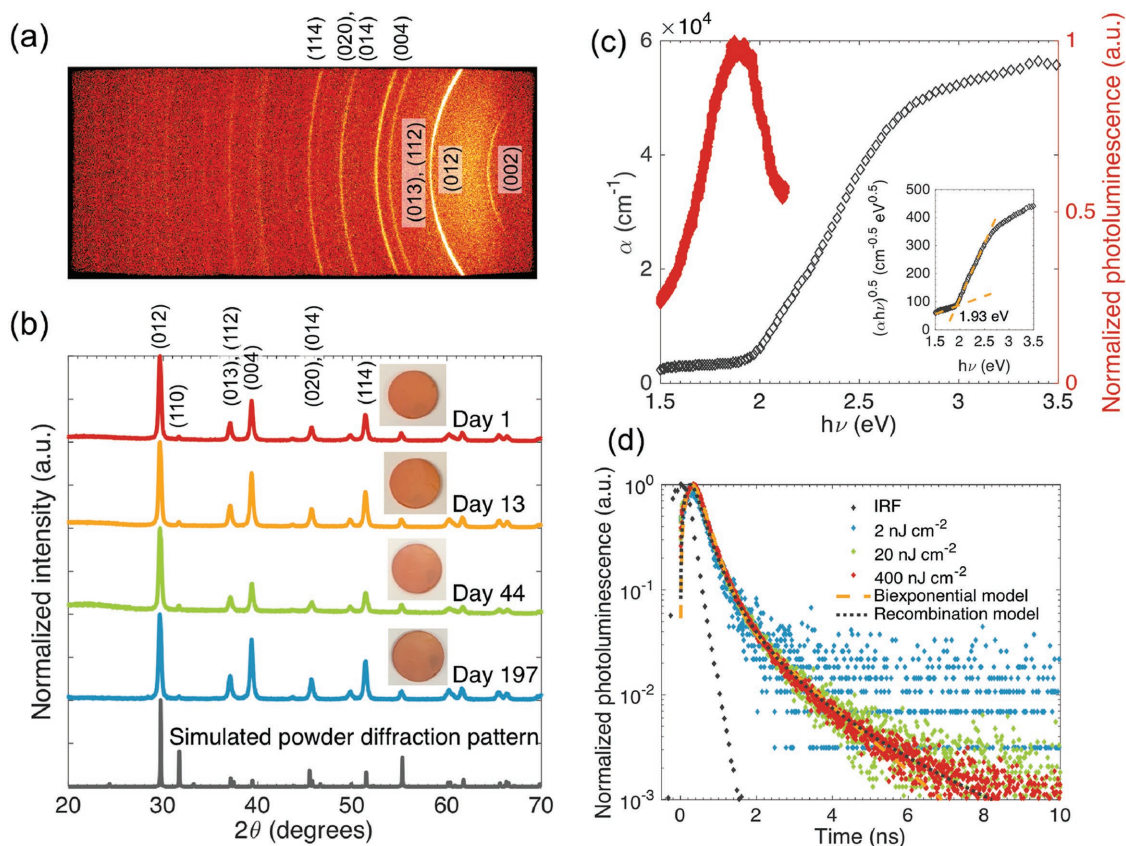 (a)
(114)
(020),
(014)
(004)
(013), (112)
(012)
(002)
(b)
(012)
(110)
(013), (112)
(004)
(020), (014)
(114)
Day 1
Day 13
Day 44
Day 197
Simulated powder diffraction pattern
Normalized intensity (a.u.)
20 30 40 50 60 70
2θ (degrees)
(c)
×10⁴
6
4
2
0
α (cm⁻¹)
1.5 2 2.5 3 3.5
hν (eV)
1
0.5
0
Normalized photoluminescence (a.u.)
500
400
300
200
100
0
(αhν)⁰·⁵ (cm⁻⁰·⁵ eV⁰·⁵)
1.93 eV
1.5 2.5 3.5
hν (eV)
(d)
10⁰
10⁻¹
10⁻²
10⁻³
Normalized photoluminescence (a.u.)
IRF
2 nJ cm⁻²
20 nJ cm⁻²
400 nJ cm⁻²
Biexponential model
Recombination model
0 2 4 6 8 10
Time (ns)